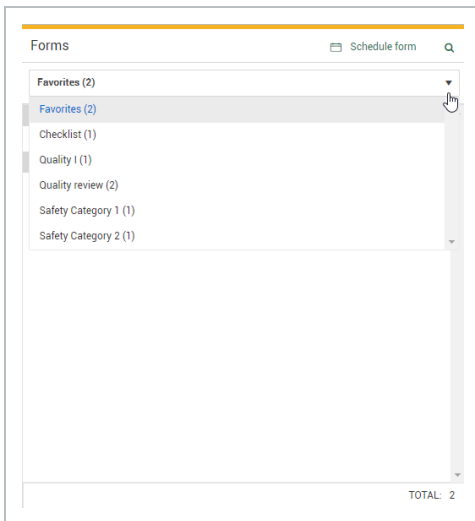 Forms Schedule form
Favorites (2)
Favorites (2)
Checklist (1)
Quality I (1)
Quality review (2)
Safety Category 1 (1)
Safety Category 2 (1)
TOTAL: 2